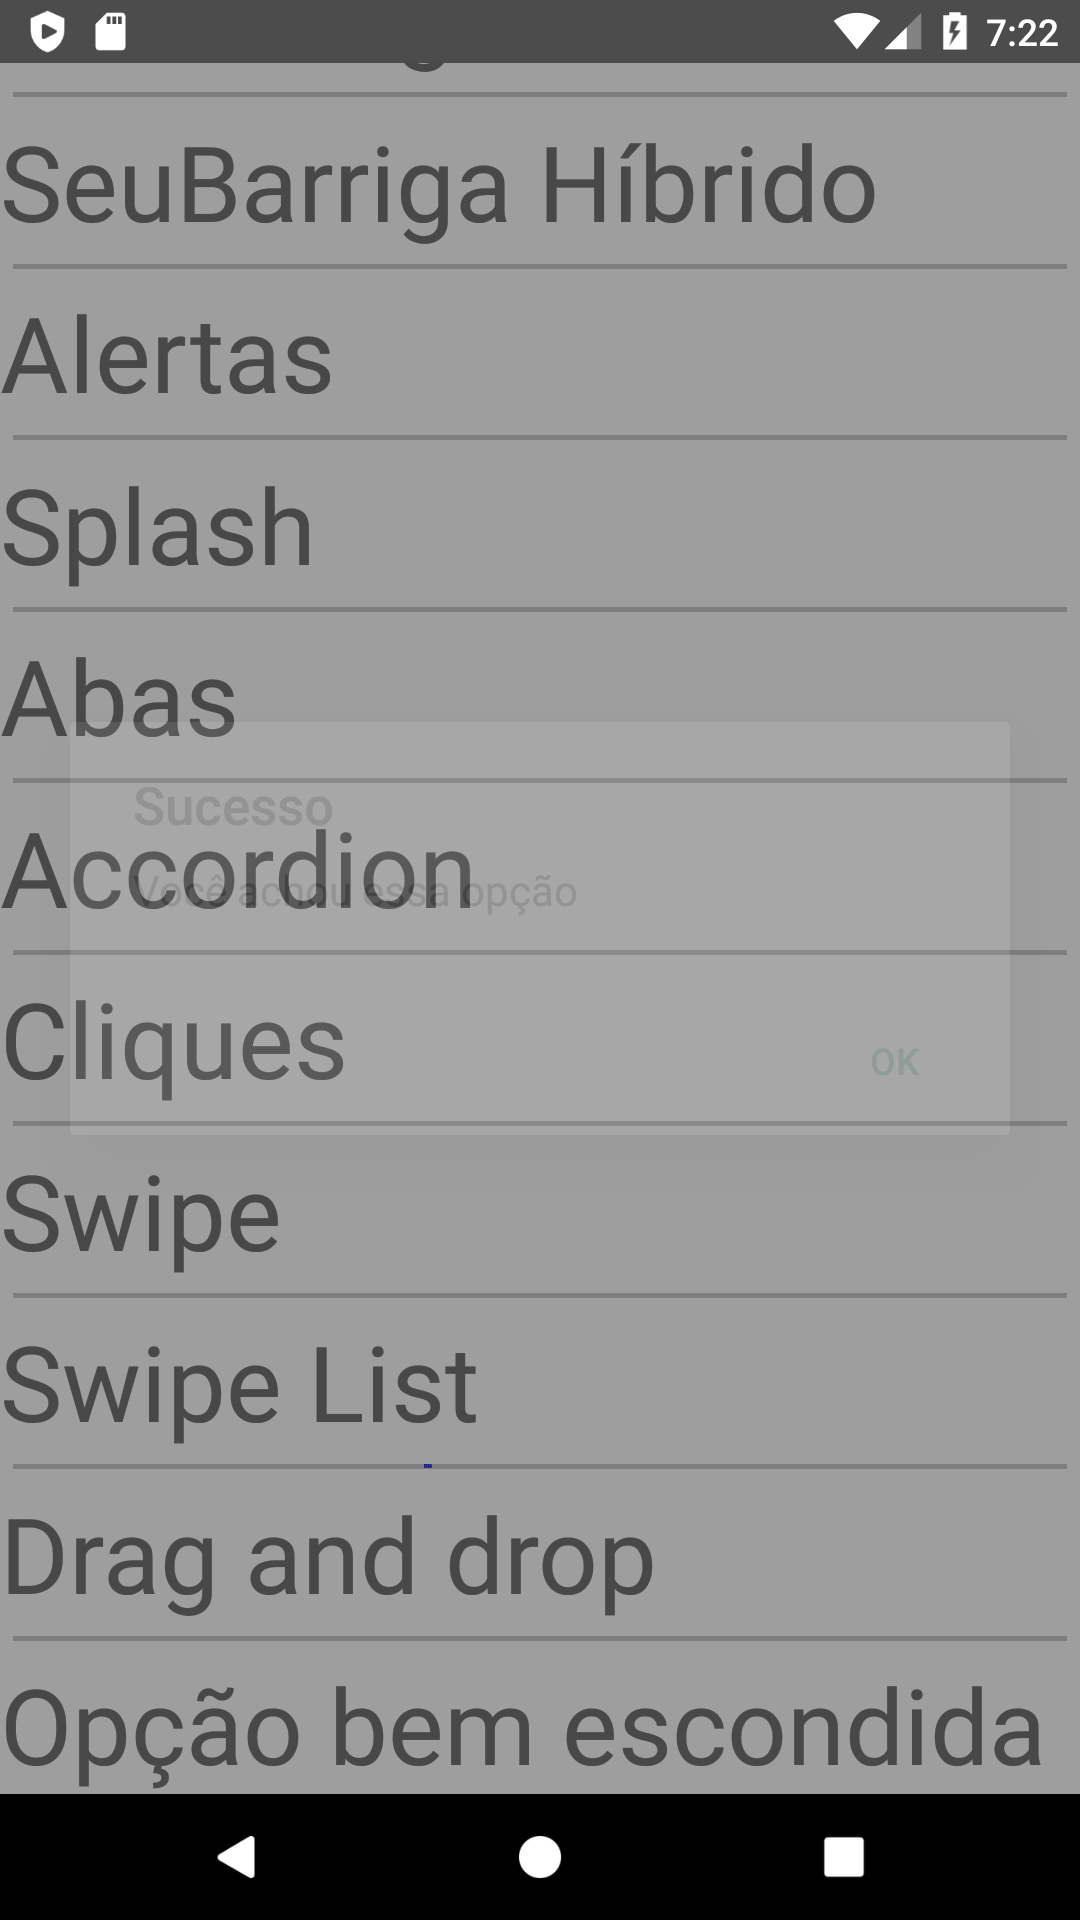 7:22
SeuBarriga Híbrido
Alertas
Splash
Abas
Sucesso
Accordion
Você achou essa opção
Cliques
OK
Swipe
Swipe List
Drag and drop
Opção bem escondida